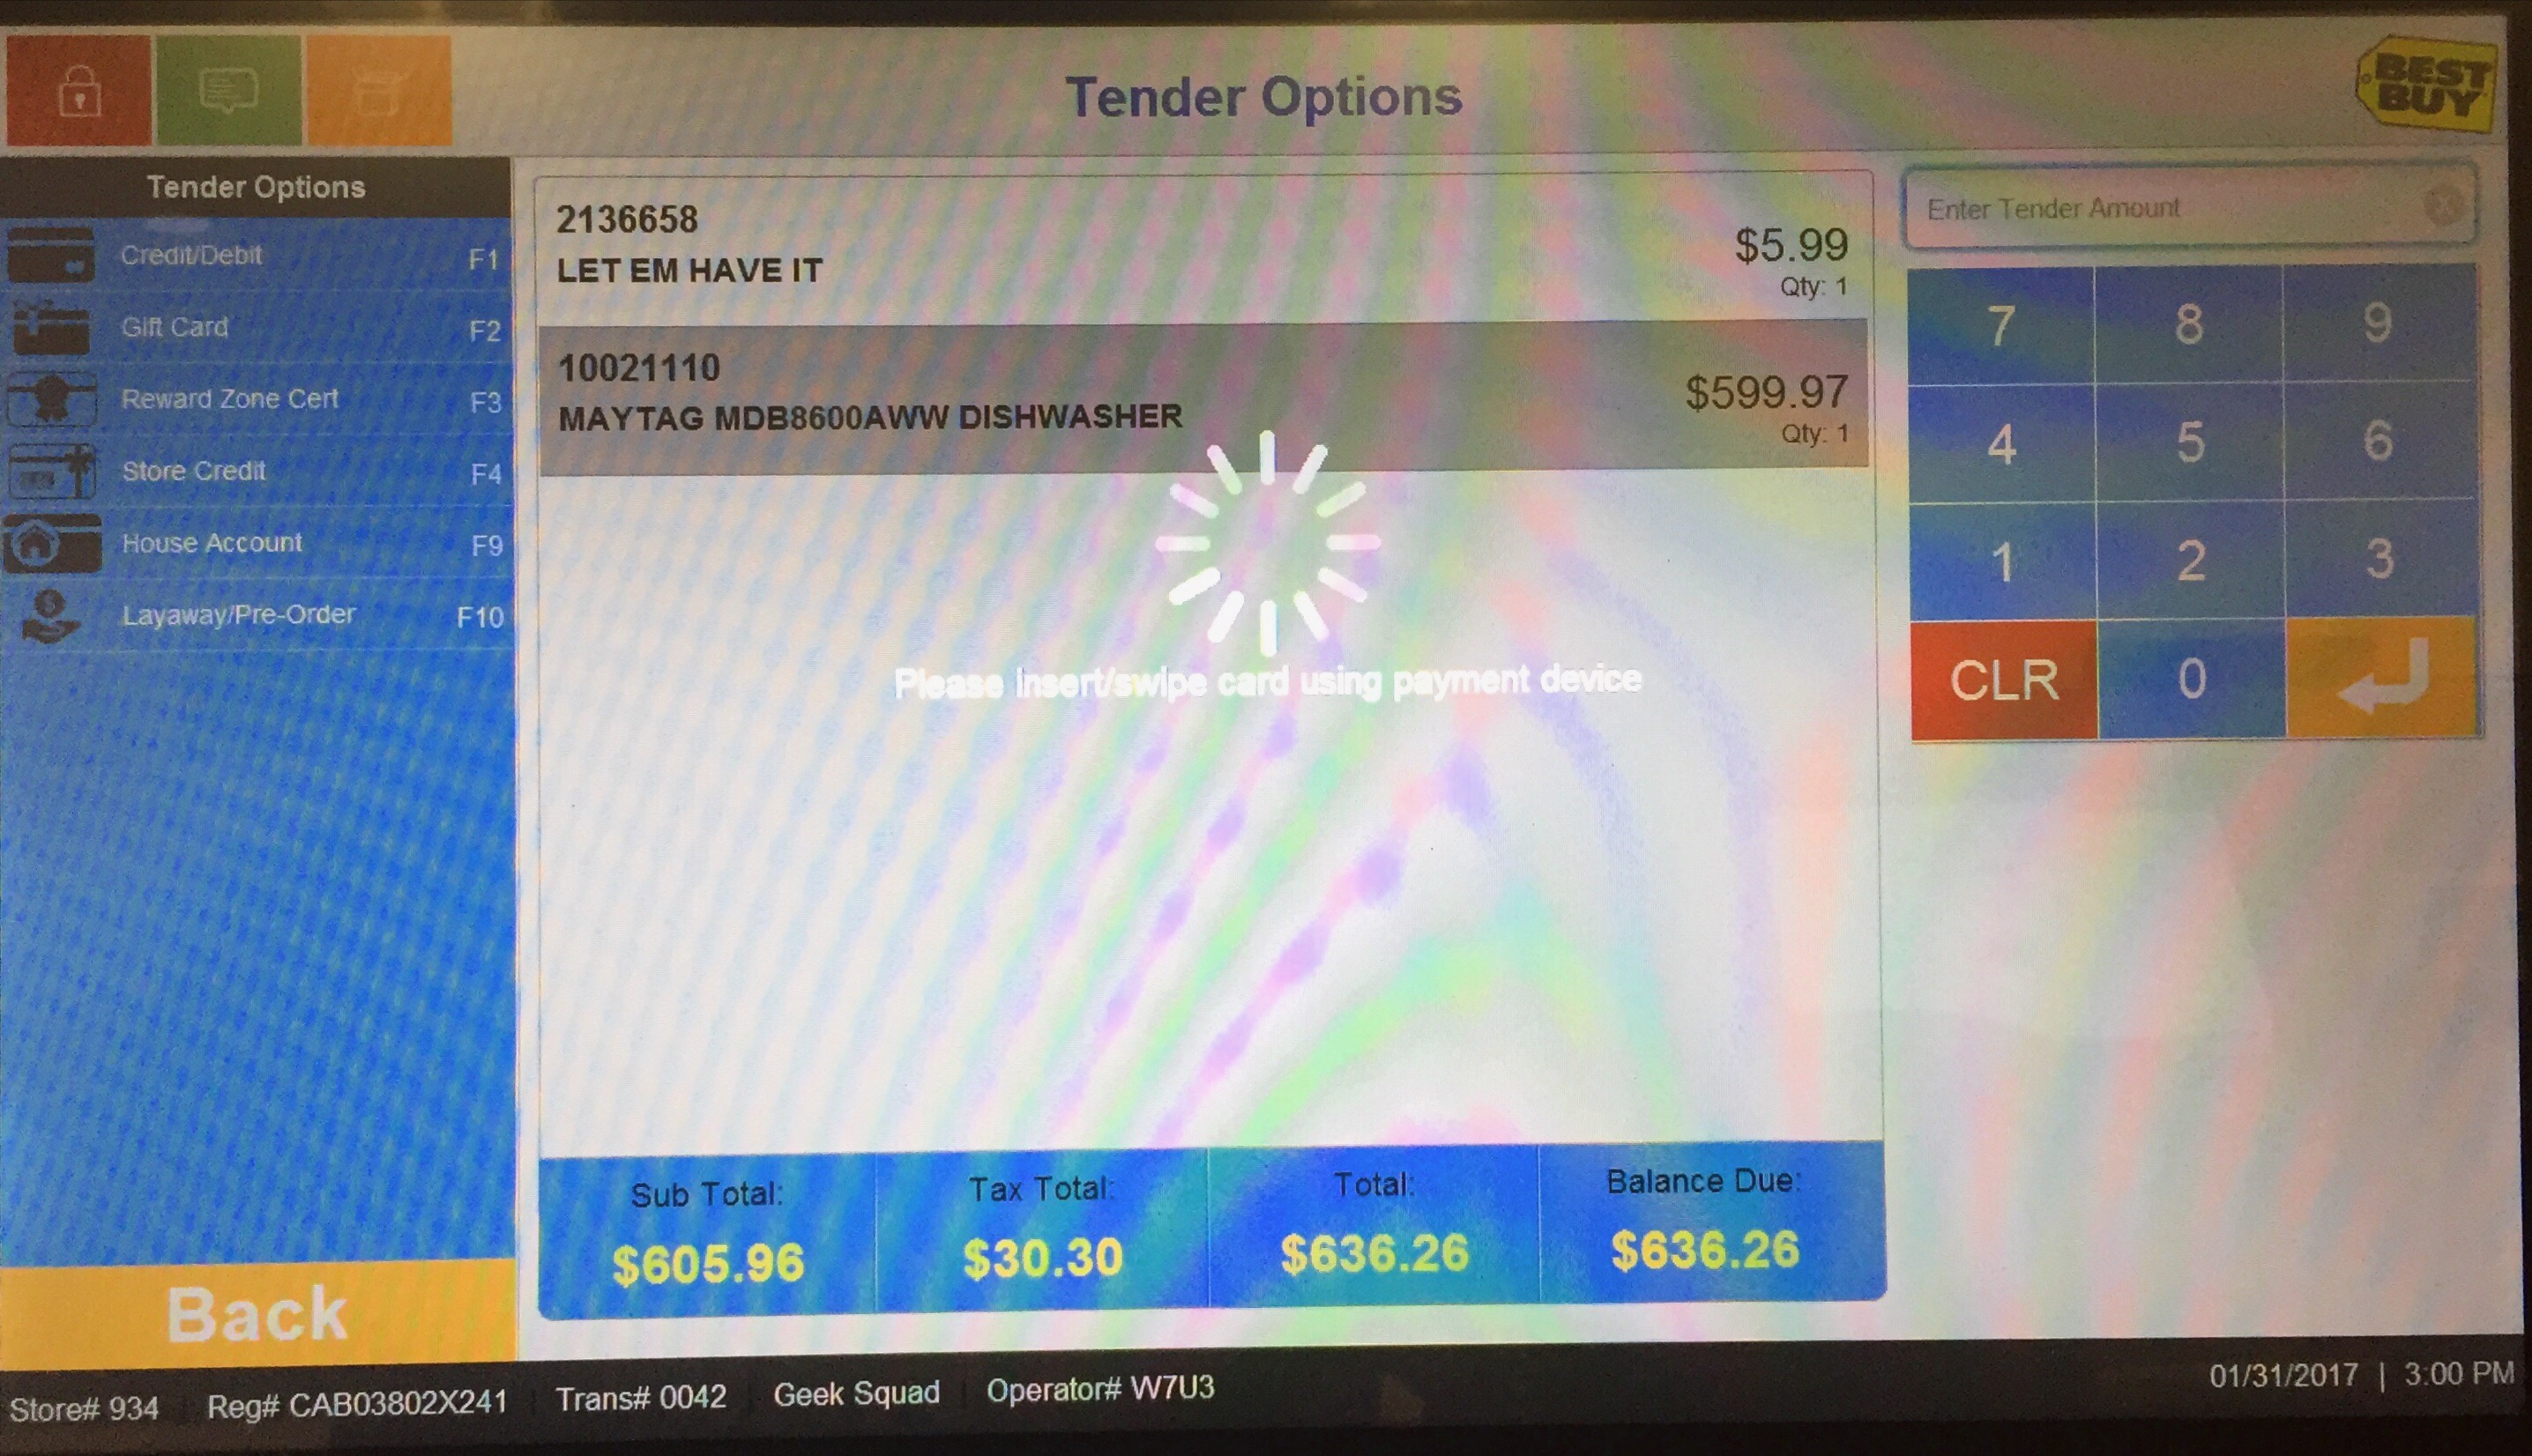 Tender Options
BEST
BUY
Tender Options
Credit/Debit F1
Gift Card F2
Reward Zone Cert F3
Store Credit F4
House Account F9
Layaway/Pre-Order F10
Back
2136658
LET EM HAVE IT
$5.99
Qty: 1
10021110
MAYTAG MDB8600AWW DISHWASHER
$599.97
Qty: 1
Please insert/swipe card using payment device
Sub Total: Tax Total: Total: Balance Due:
$605.96 $30.30 $636.26 $636.26
Enter Tender Amount X
7 8 9
4 5 6
1 2 3
CLR 0
Store# 934 Reg# CAB03802X241 Trans# 0042 Geek Squad Operator# W7U3 01/31/2017 | 3:00 PM